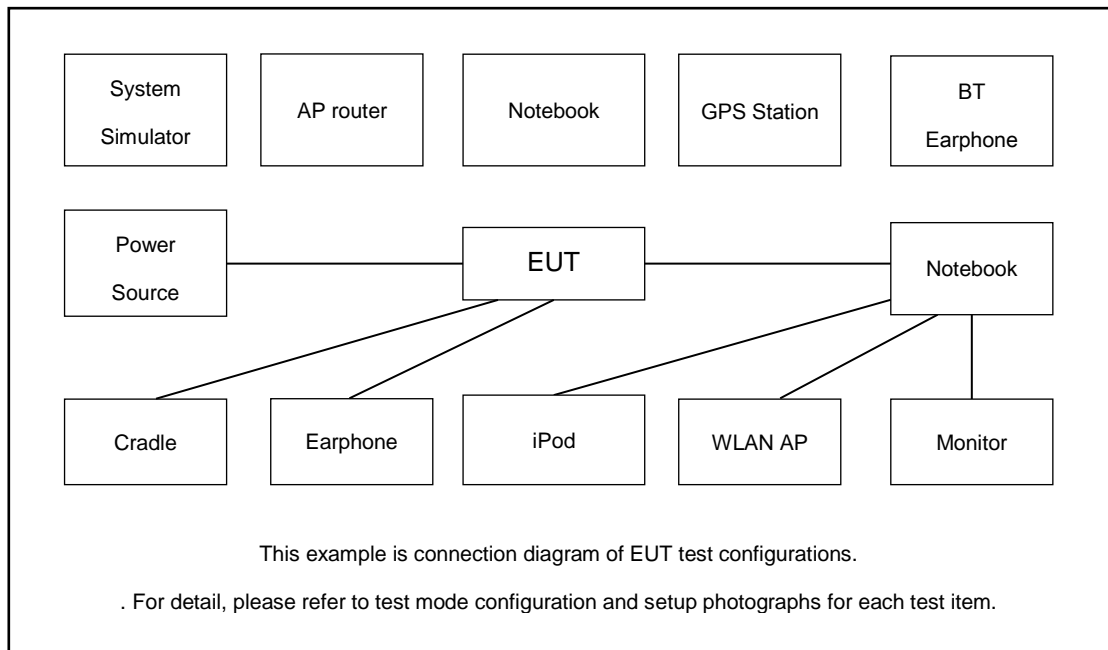 System
Simulator
AP router
Notebook
GPS Station
BT
Earphone
Power
Source
EUT
Notebook
Cradle
Earphone
iPod
WLAN AP
Monitor
This example is connection diagram of EUT test configurations.
. For detail, please refer to test mode configuration and setup photographs for each test item.